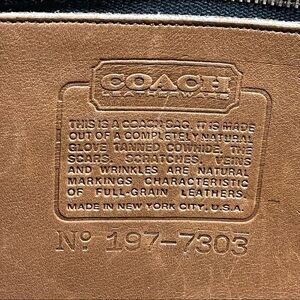 COACH
LEATHERWARE
THIS IS A COACH BAG. IT IS MADE
OUT OF A COMPLETELY NATURAL
GLOVE TANNED COWHIDE. THE
SCARS, SCRATCHES, VEINS
AND WRINKLES ARE NATURAL
MARKINGS CHARACTERISTIC
OF FULL-GRAIN LEATHERS.
MADE IN NEW YORK CITY, U.S.A.
Nº 197-7303